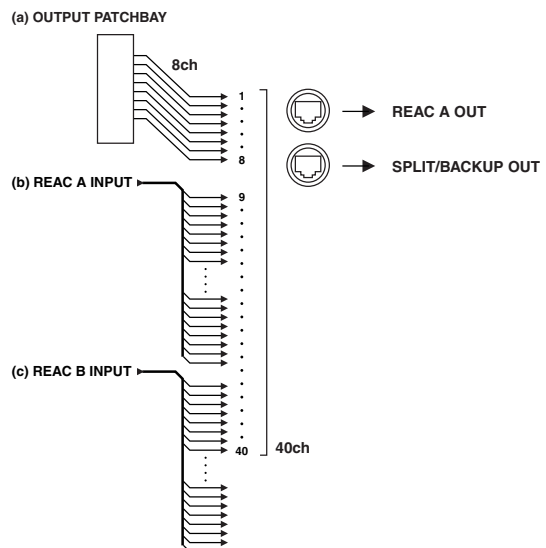 (a) OUTPUT PATCHBAY
8ch
1
8
REAC A OUT
SPLIT/BACKUP OUT
(b) REAC A INPUT
9
(c) REAC B INPUT
40
40ch